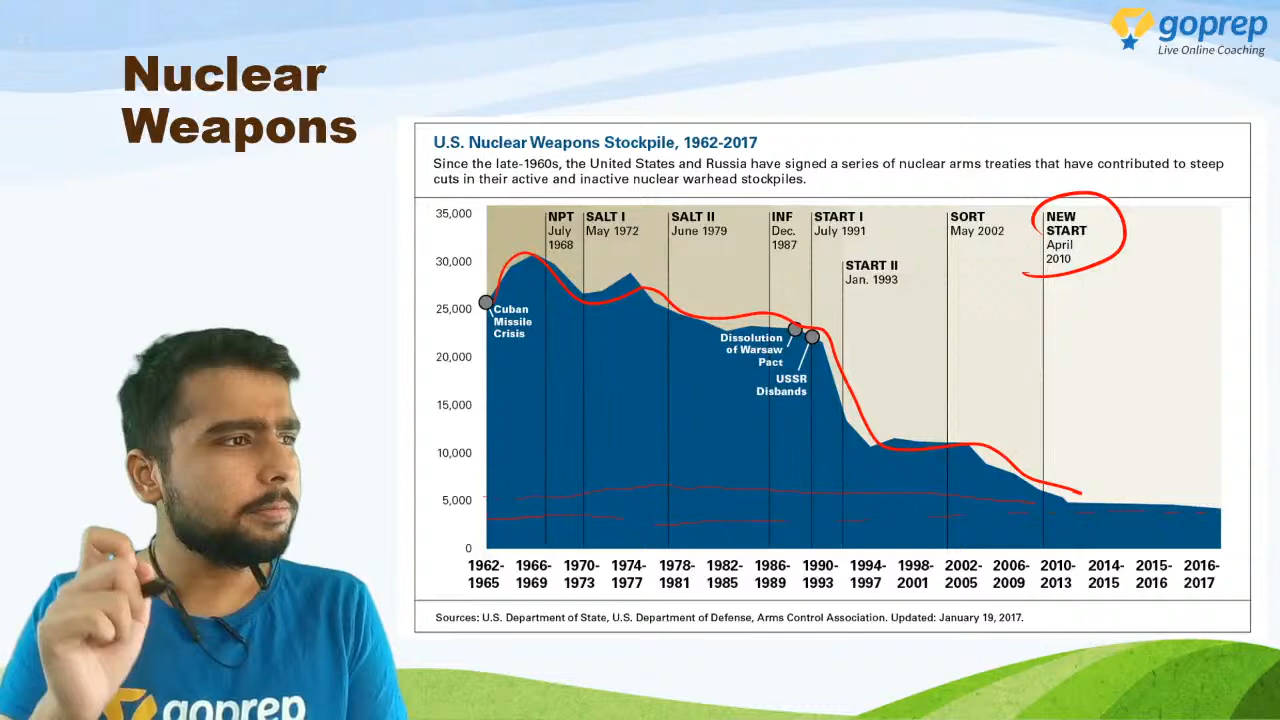 goprep
Live Online Coaching
Nuclear
Weapons
U.S. Nuclear Weapons Stockpile, 1962-2017
Since the late-1960s, the United States and Russia have signed a series of nuclear arms treaties that have contributed to steep
cuts in their active and inactive nuclear warhead stockpiles.
35,000
30,000
25,000
20,000
15,000
10,000
5,000
0
NPT
July
1968
SALT I
May 1972
SALT II
June 1979
INF
Dec.
1987
START I
July 1991
START II
Jan. 1993
SORT
May 2002
NEW
START
April
2010
Cuban
Missile
Crisis
Dissolution
of Warsaw
Pact
USSR
Disbands
1962- 1966- 1970- 1974- 1978- 1982- 1986- 1990- 1994- 1998- 2002- 2006- 2010- 2014- 2015- 2016-
1965 1969 1973 1977 1981 1985 1989 1993 1997 2001 2005 2009 2013 2015 2016 2017
Sources: U.S. Department of State, U.S. Department of Defense, Arms Control Association. Updated: January 19, 2017.
goprep